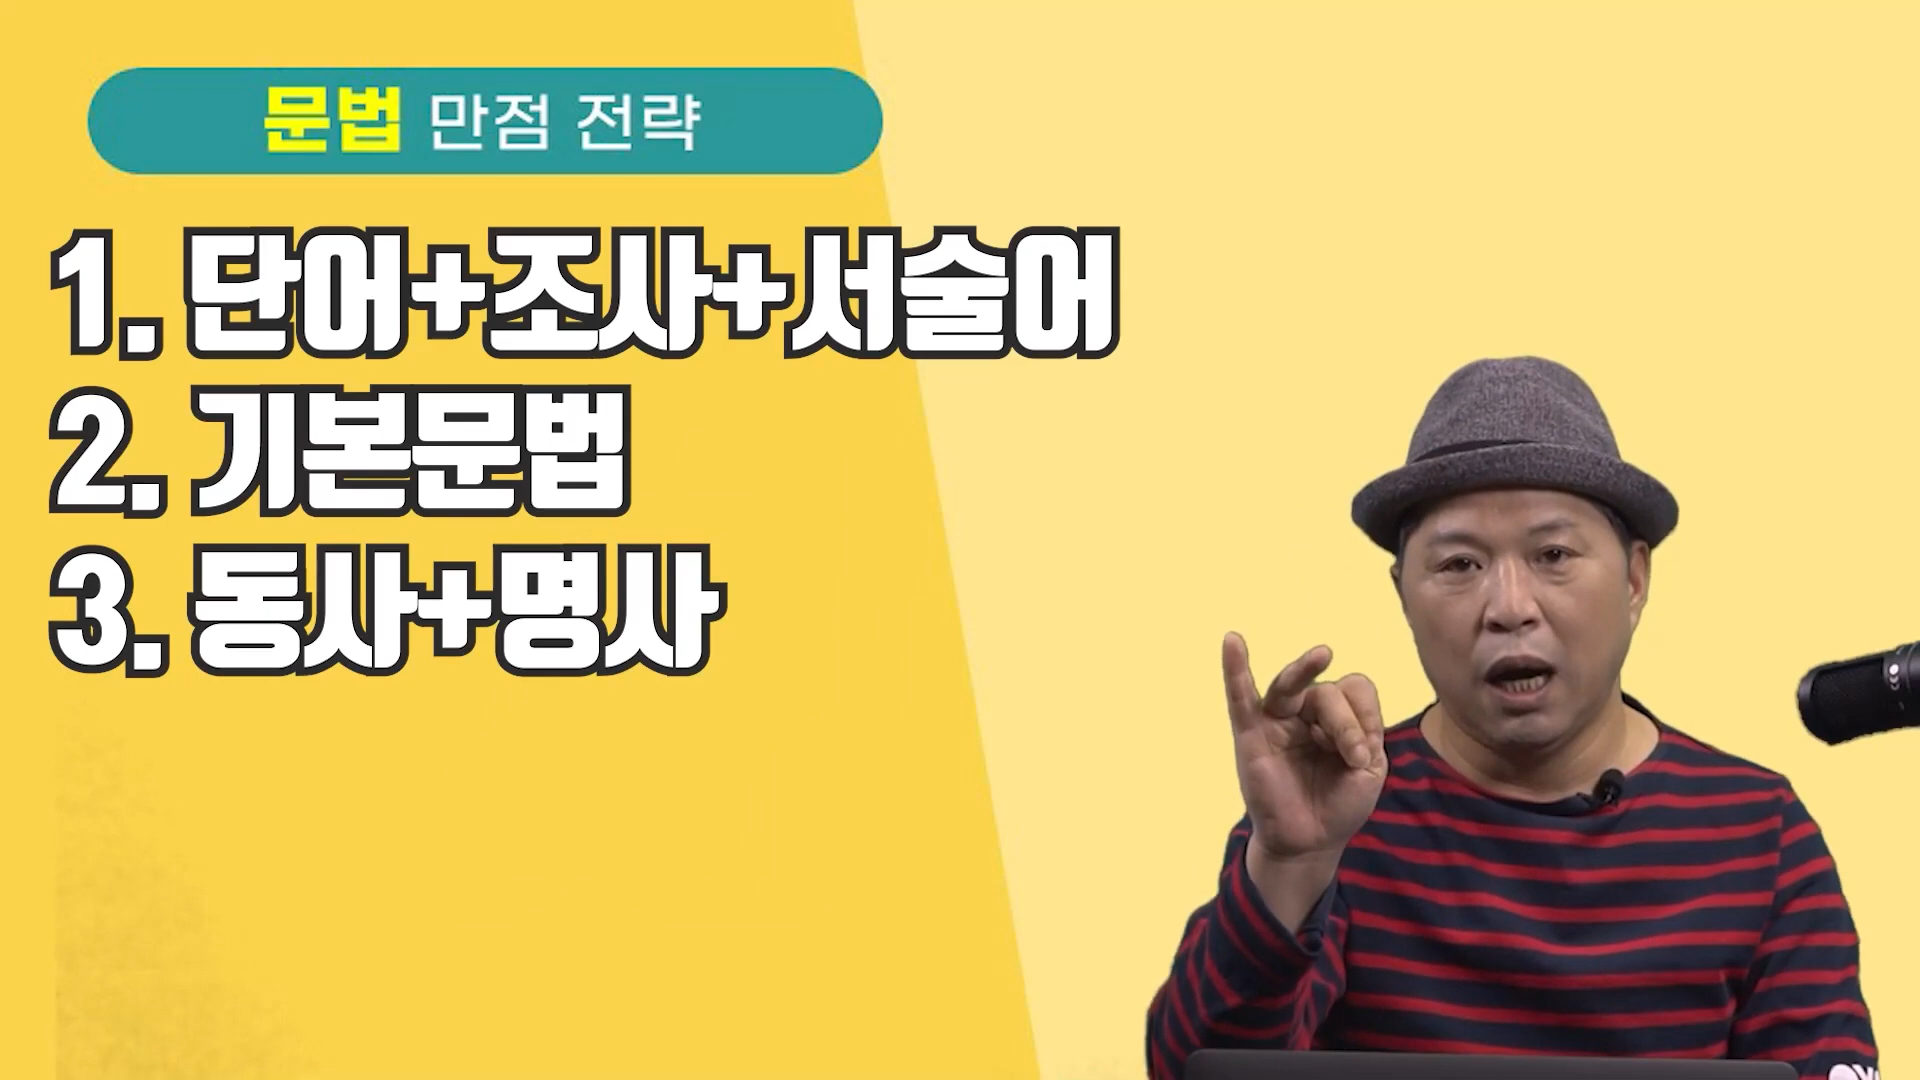 문법 만점 전략
1. 단어+조사+서술어
2. 기본문법
3. 동사+명사